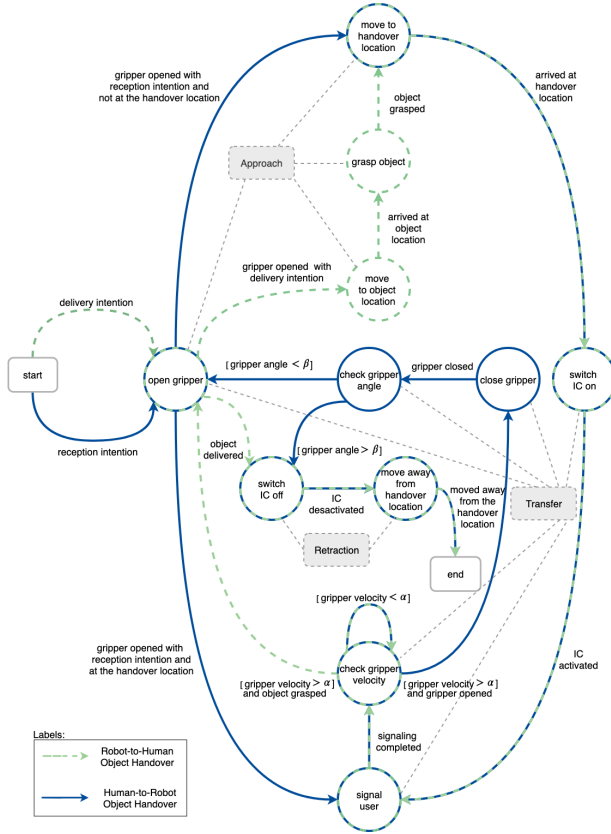 move to
handover
location
gripper opened with
reception intention and
not at the handover location
arrived at
handover
location
object
grasped
Approach
grasp object
arrived at
object
location
gripper opened with
delivery intention
move
to object
location
delivery intention
start
open gripper
[gripper angle < β]
check gripper
angle
gripper closed
close gripper
switch
IC on
reception intention
object
delivered
[gripper angle > β]
switch
IC off
IC
desactivated
move away
from handover
location
moved away
from the
handover
location
Transfer
Retraction
end
[gripper velocity < α]
gripper opened with
reception intention and
at the handover location
check gripper
velocity
[gripper velocity > α]
and object grasped
[gripper velocity > α]
and gripper opened
IC
activated
signaling
completed
signal
user
Labels:
Robot-to-Human
Object Handover
Human-to-Robot
Object Handover